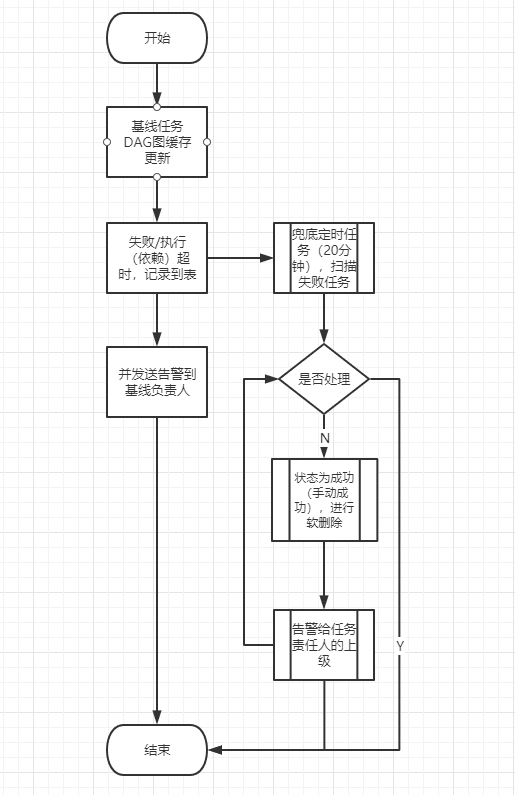 开始
基线任务
DAG图缓存
更新
失败/执行
（依赖）超
时，记录到表
兜底定时任
务（20分
钟），扫描
失败任务
并发送告警到
基线负责人
是否处理
N
状态为成功
（手动成
功），进行
软删除
告警给任务
责任人的上
级
Y
结束